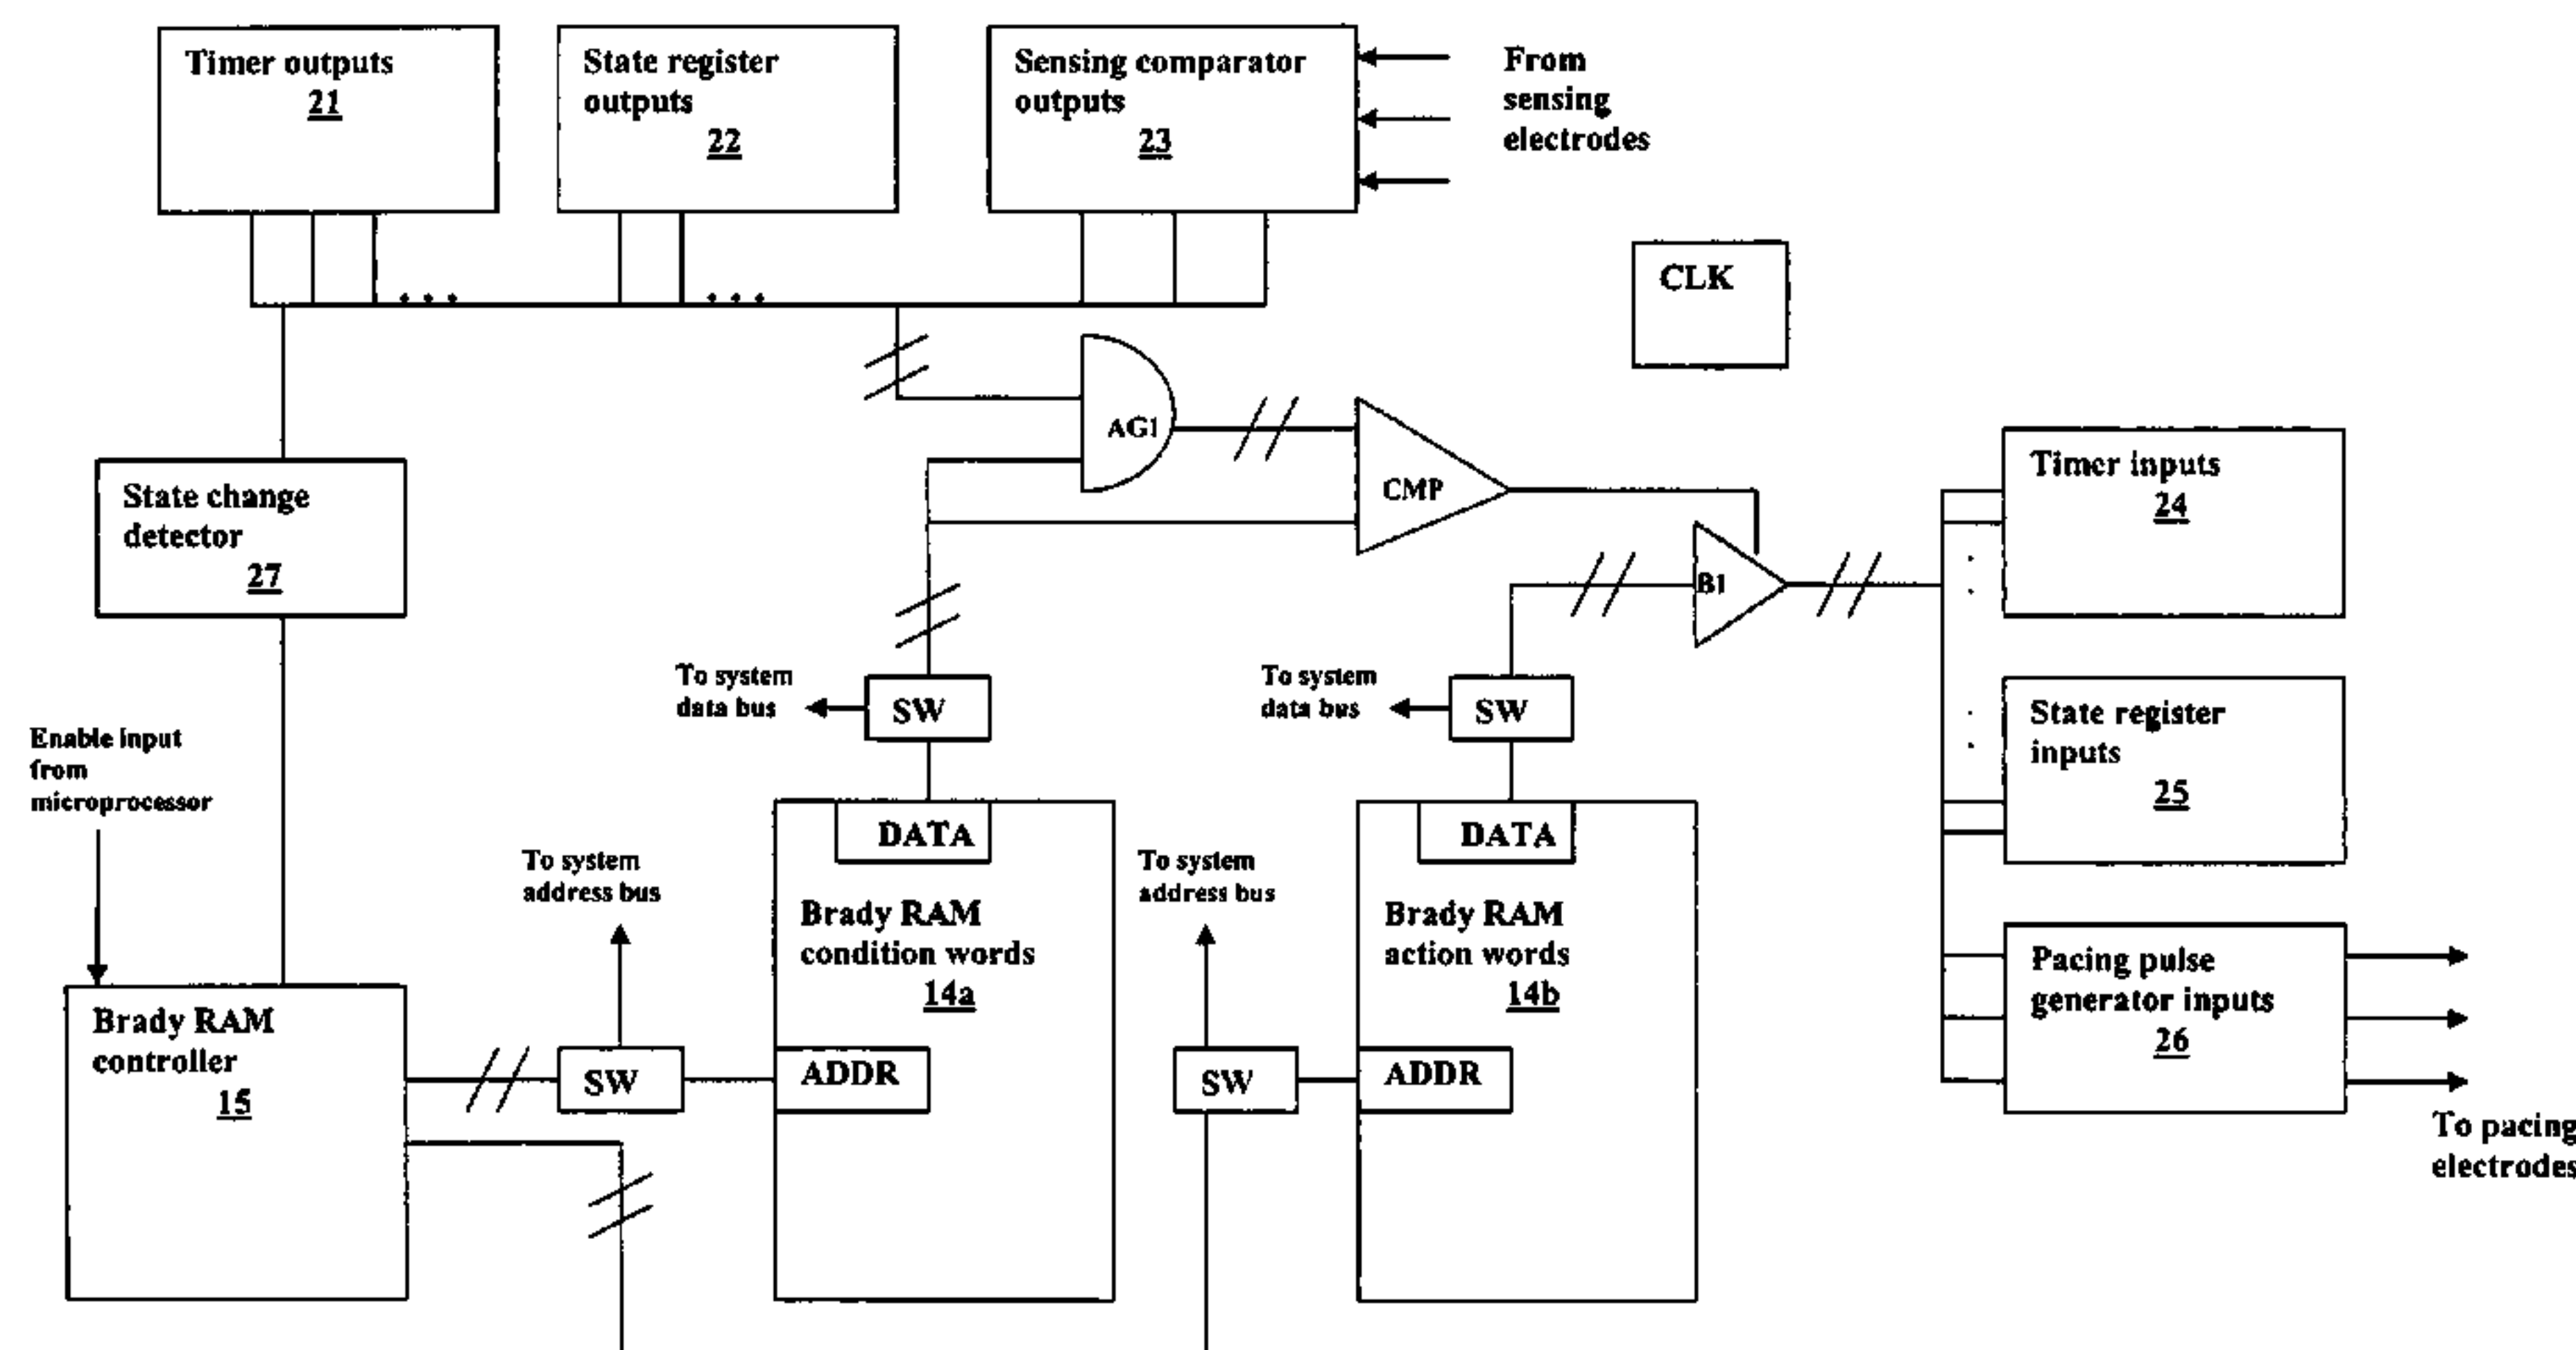 Timer outputs
21
State register
outputs
22
Sensing comparator
outputs
23
From
sensing
electrodes
CLK
State change
detector
27
AG1
CMP
B1
Timer inputs
24
To system
data bus
SW
To system
data bus
SW
State register
inputs
25
Enable input
from
microprocessor
To system
address bus
DATA
Brady RAM
condition words
14a
To system
address bus
DATA
Brady RAM
action words
14b
Pacing pulse
generator inputs
26
Brady RAM
controller
15
SW
ADDR
SW
ADDR
To pacing
electrodes